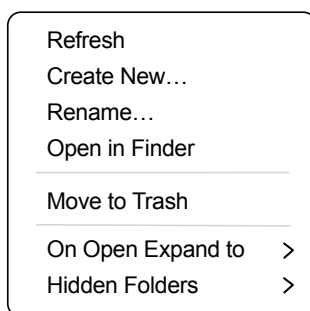 Refresh
Create New…
Rename…
Open in Finder
Move to Trash
On Open Expand to >
Hidden Folders >